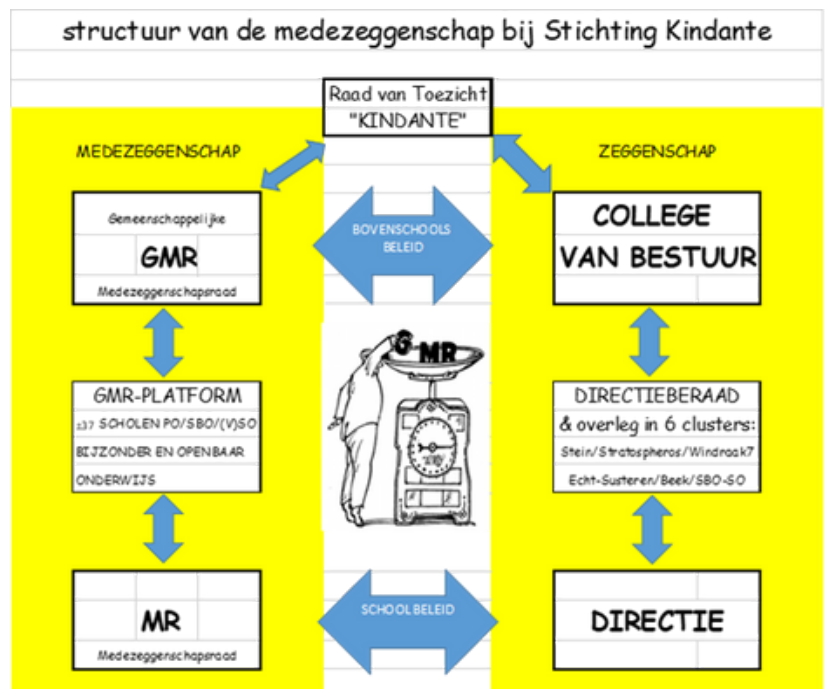 structuur van de medezeggenschap bij Stichting Kindante
Raad van Toezicht
"KINDANTE"
MEDEZEGGENSCHAP
ZEGGENSCHAP
Gemeenschappelijke
GMR
Medezeggenschapsraad
BOVENSCHOOLS
BELEID
COLLEGE
VAN BESTUUR
G MR
GMR-PLATFORM
±37 SCHOLEN PO/SBO/(V)SO
BIJZONDER EN OPENBAAR
ONDERWIJS
DIRECTIEBERAAD
& overleg in 6 clusters:
Stein/Stratospheros/Windraak7
Echt-Susteren/Beek/SBO-SO
MR
Medezeggenschapsraad
SCHOOL BELEID
DIRECTIE